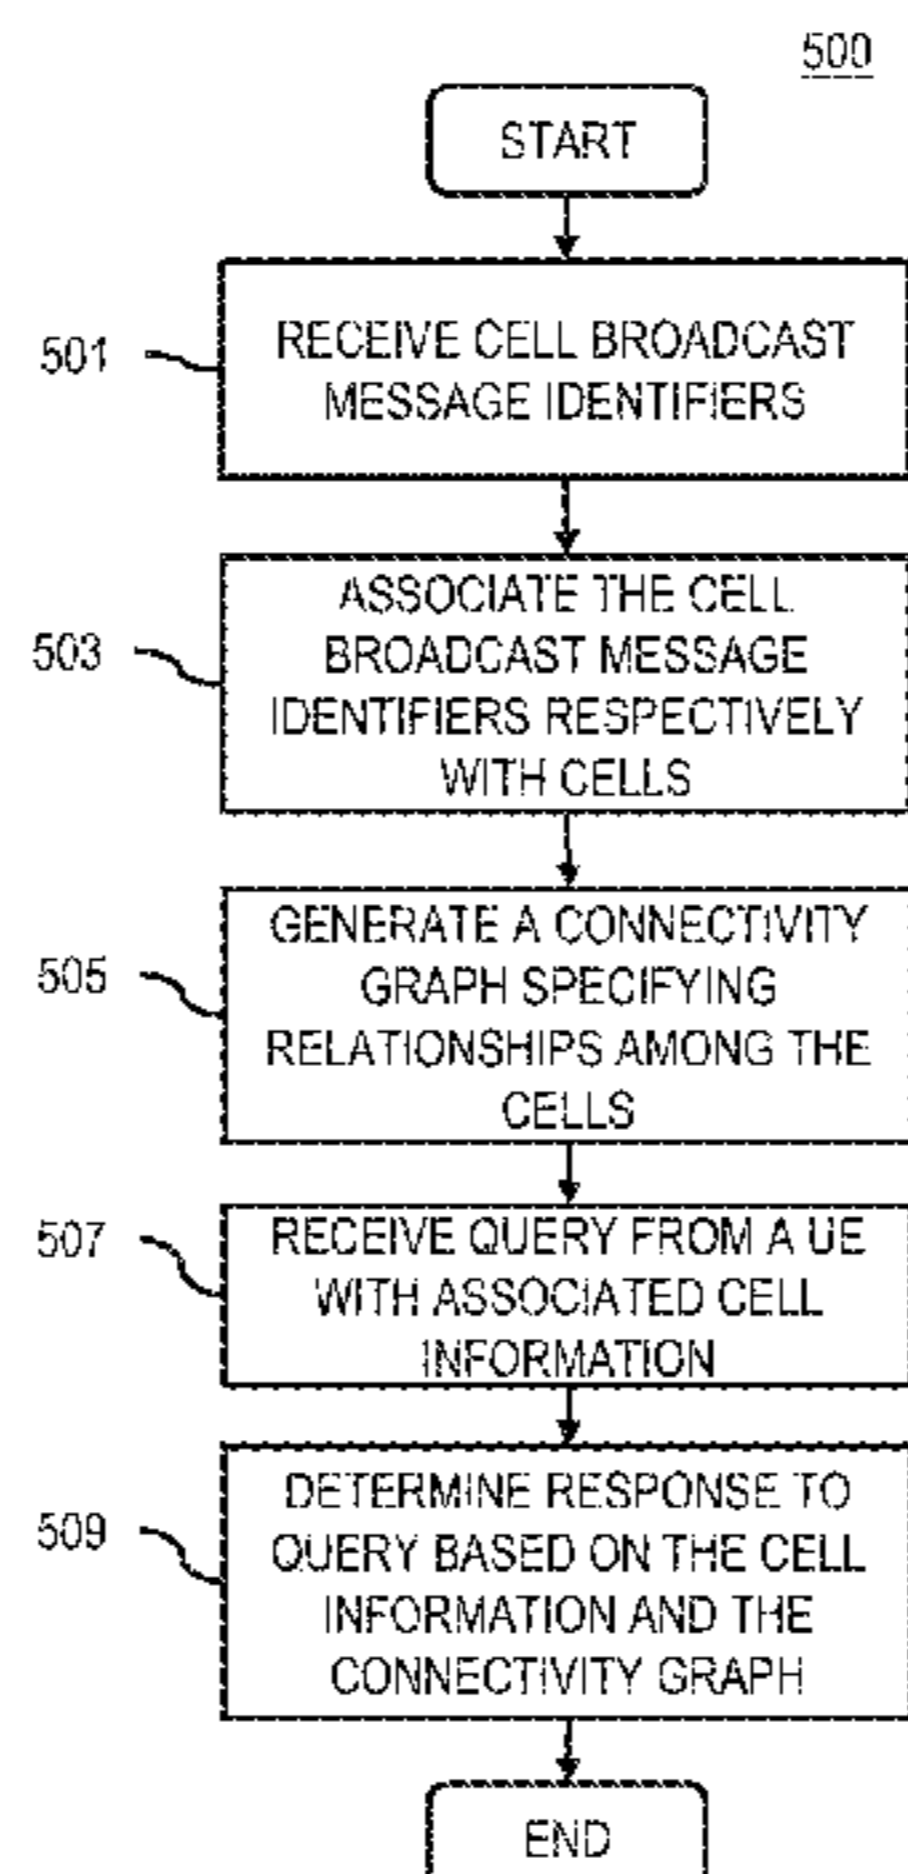 500
START
501
RECEIVE CELL BROADCAST
MESSAGE IDENTIFIERS
503
ASSOCIATE THE CELL
BROADCAST MESSAGE
IDENTIFIERS RESPECTIVELY
WITH CELLS
505
GENERATE A CONNECTIVITY
GRAPH SPECIFYING
RELATIONSHIPS AMONG THE
CELLS
507
RECEIVE QUERY FROM A UE
WITH ASSOCIATED CELL
INFORMATION
509
DETERMINE RESPONSE TO
QUERY BASED ON THE CELL
INFORMATION AND THE
CONNECTIVITY GRAPH
END